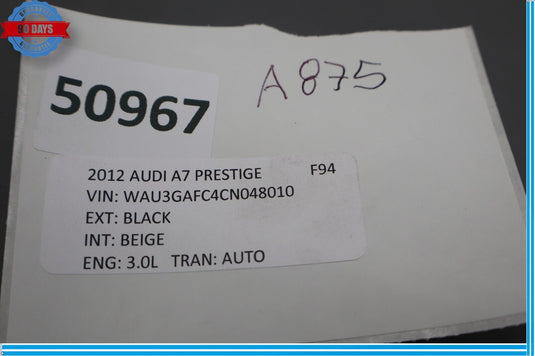 90 DAYS
50967
A875
2012 AUDI A7 PRESTIGE F94
VIN: WAU3GAFC4CN048010
EXT: BLACK
INT: BEIGE
ENG: 3.0L TRAN: AUTO